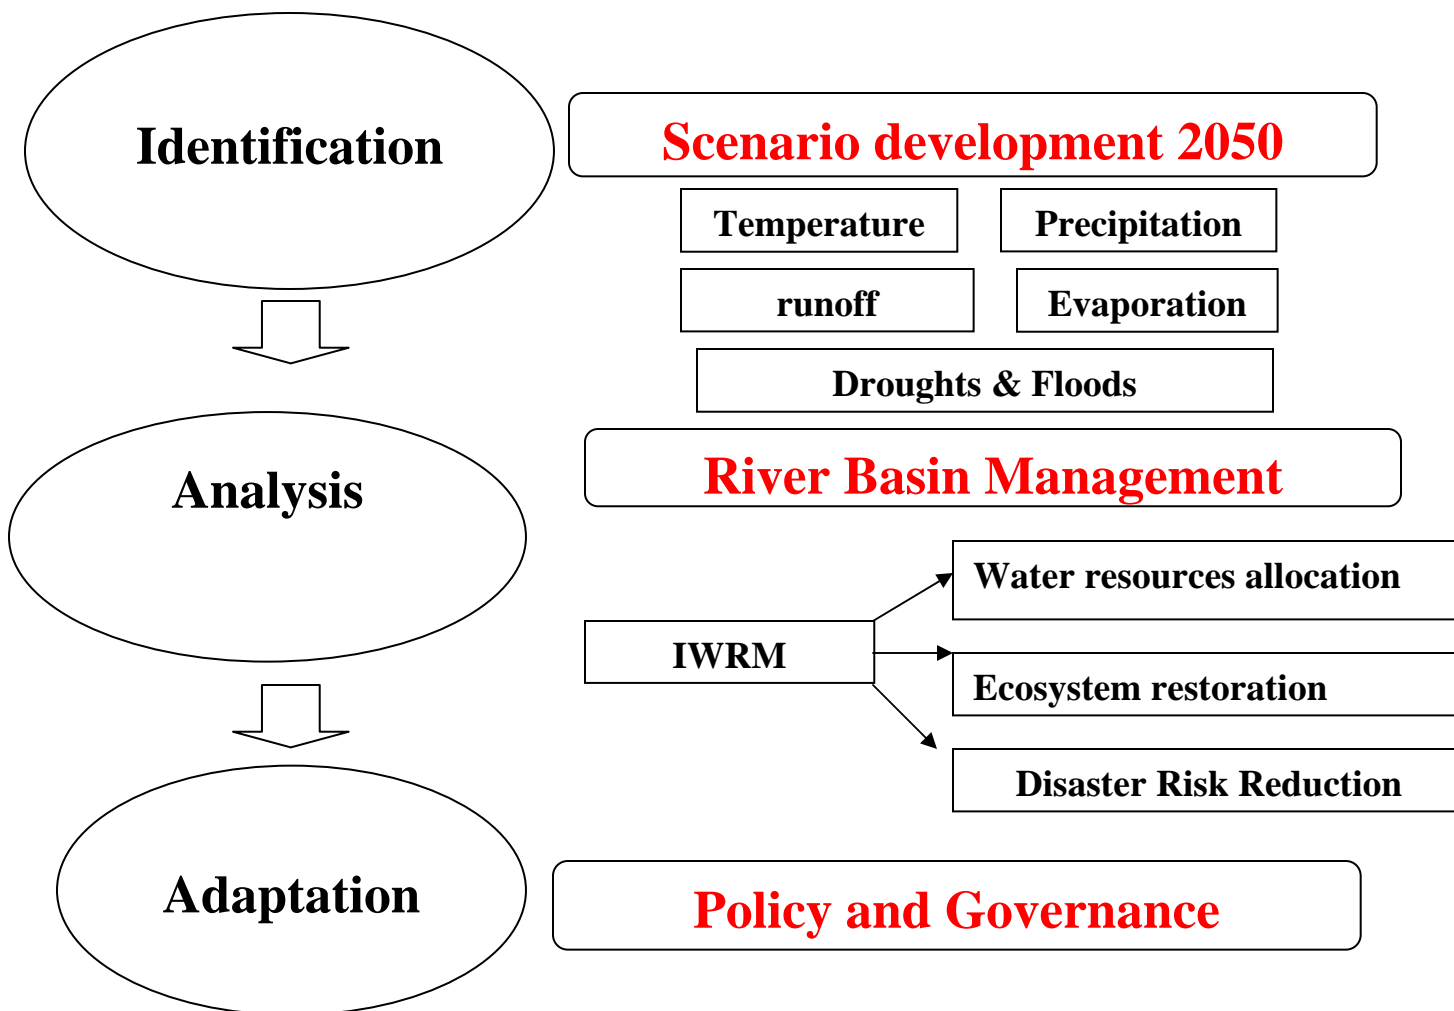 Identification
Scenario development 2050
Temperature
Precipitation
runoff
Evaporation
Droughts & Floods
Analysis
River Basin Management
Water resources allocation
IWRM
Ecosystem restoration
Disaster Risk Reduction
Adaptation
Policy and Governance